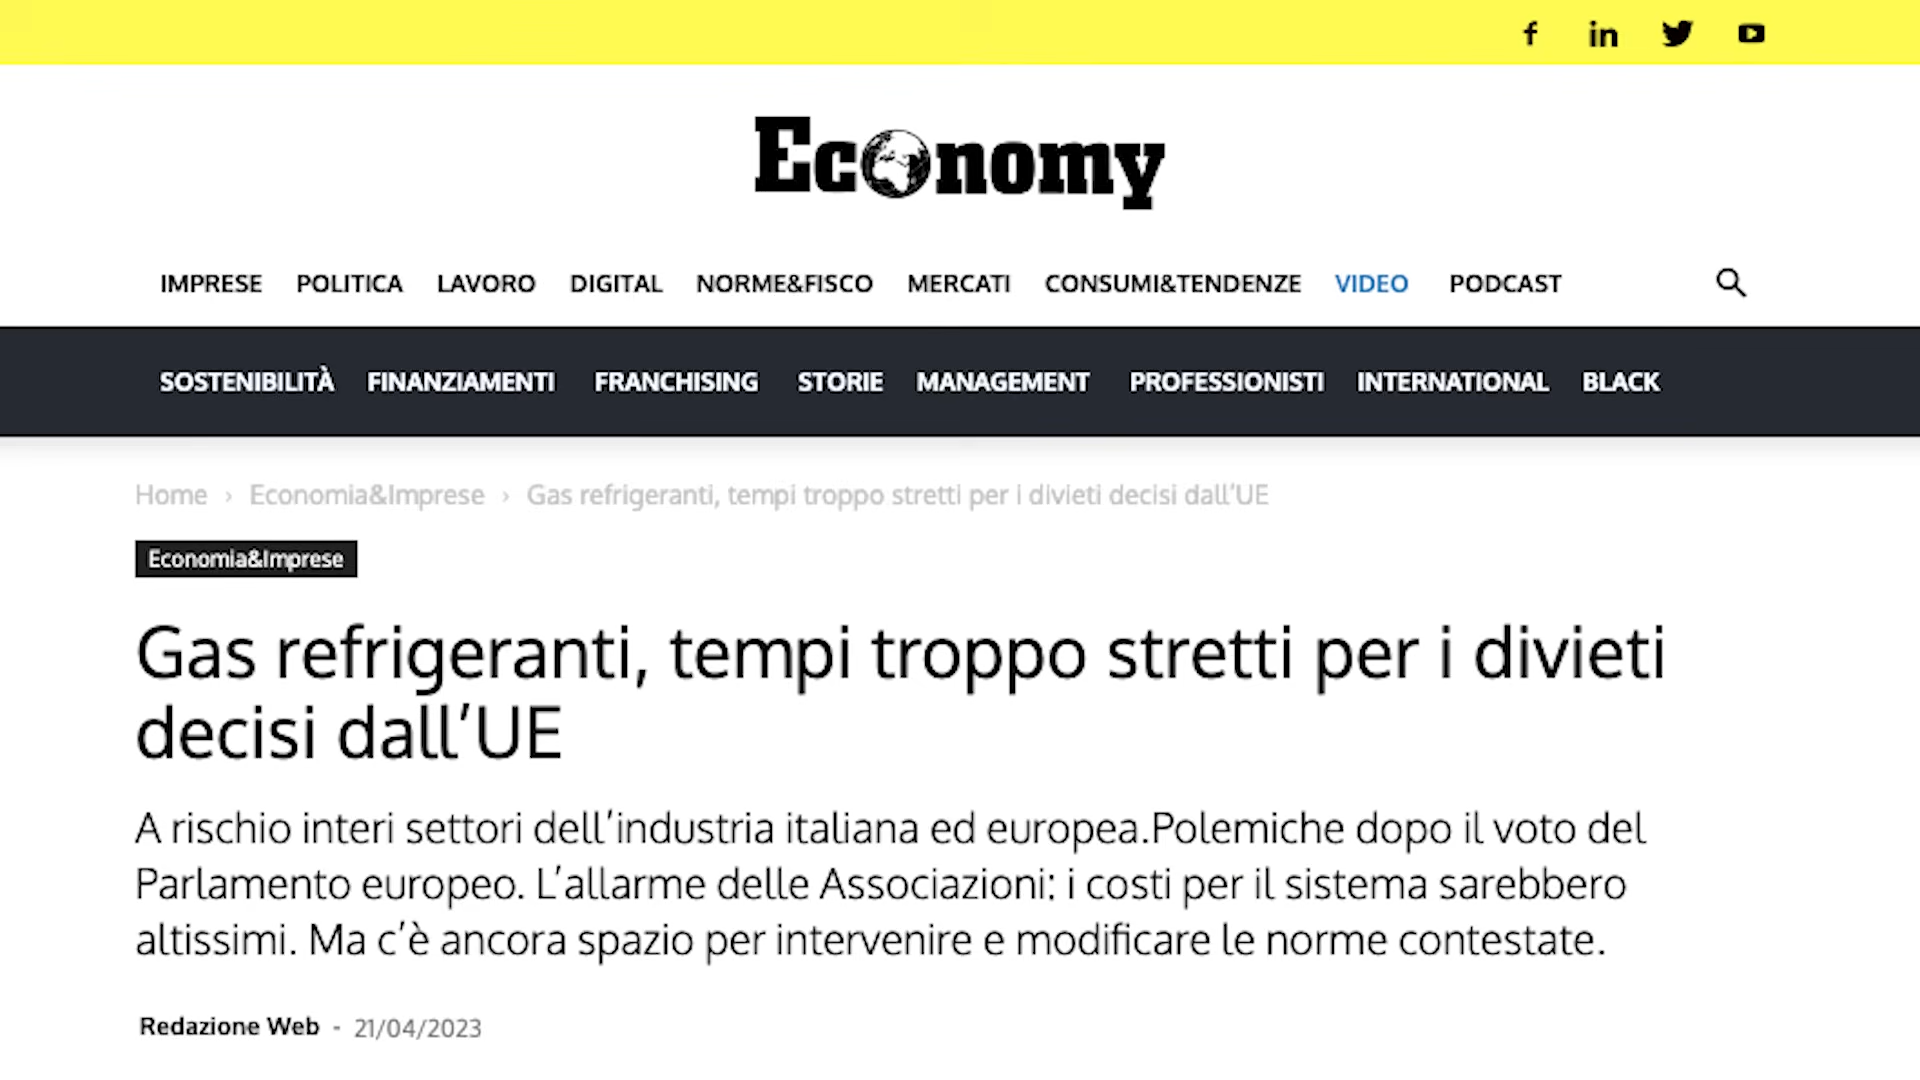 Economy
IMPRESE POLITICA LAVORO DIGITAL NORME&FISCO MERCATI CONSUMI&TENDENZE VIDEO PODCAST
SOSTENIBILITÀ FINANZIAMENTI FRANCHISING STORIE MANAGEMENT PROFESSIONISTI INTERNATIONAL BLACK
Home › Economia&Imprese › Gas refrigeranti, tempi troppo stretti per i divieti decisi dall’UE
Economia&Imprese
Gas refrigeranti, tempi troppo stretti per i divieti
decisi dall’UE
A rischio interi settori dell’industria italiana ed europea.Polemiche dopo il voto del
Parlamento europeo. L’allarme delle Associazioni: i costi per il sistema sarebbero
altissimi. Ma c’è ancora spazio per intervenire e modificare le norme contestate.
Redazione Web - 21/04/2023